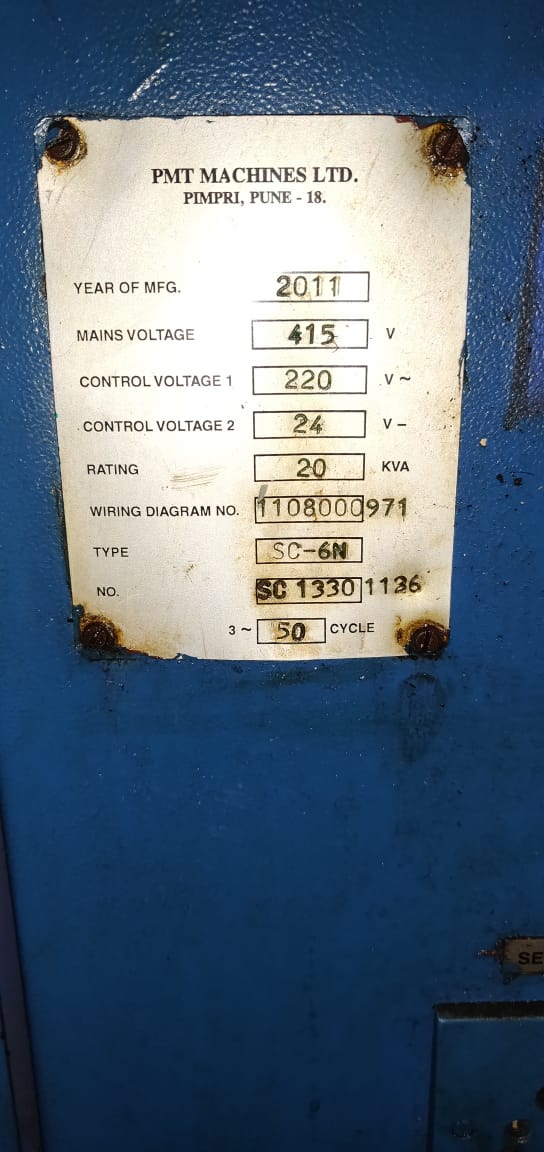 PMT MACHINES LTD.
PIMPRI, PUNE - 18.
YEAR OF MFG. 2011
MAINS VOLTAGE 415 V
CONTROL VOLTAGE 1 220 V ~
CONTROL VOLTAGE 2 24 V –
RATING 20 KVA
WIRING DIAGRAM NO. 1108000971
TYPE SC-6N
NO. SC 1330 1126
3 ~ 50 CYCLE
SE